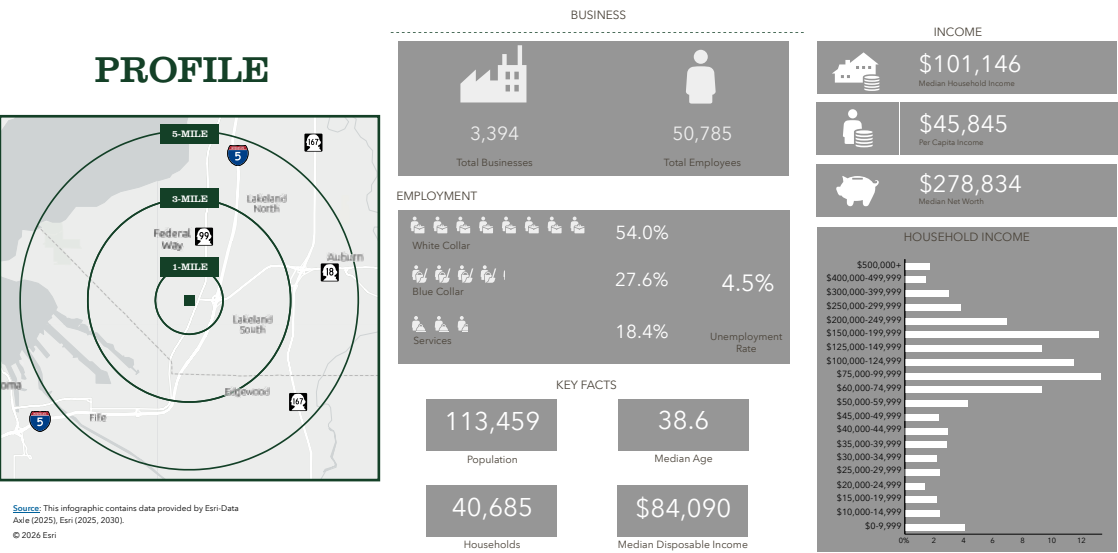 PROFILE
5-MILE
167
5
3-MILE
Lakeland
North
Federal
Way
99
1-MILE
Auburn
18
Lakeland
South
oma
Edgewood
167
5
Fife
Source: This infographic contains data provided by Esri-Data
Axle (2025), Esri (2025, 2030).
© 2026 Esri
BUSINESS
3,394
Total Businesses
50,785
Total Employees
EMPLOYMENT
White Collar
54.0%
Blue Collar
27.6%
Services
18.4%
4.5%
Unemployment
Rate
KEY FACTS
113,459
Population
38.6
Median Age
40,685
Households
$84,090
Median Disposable Income
INCOME
$101,146
Median Household Income
$45,845
Per Capita Income
$278,834
Median Net Worth
HOUSEHOLD INCOME
$500,000+
$400,000-499,999
$300,000-399,999
$250,000-299,999
$200,000-249,999
$150,000-199,999
$125,000-149,999
$100,000-124,999
$75,000-99,999
$60,000-74,999
$50,000-59,999
$45,000-49,999
$40,000-44,999
$35,000-39,999
$30,000-34,999
$25,000-29,999
$20,000-24,999
$15,000-19,999
$10,000-14,999
$0-9,999
0% 2 4 6 8 10 12